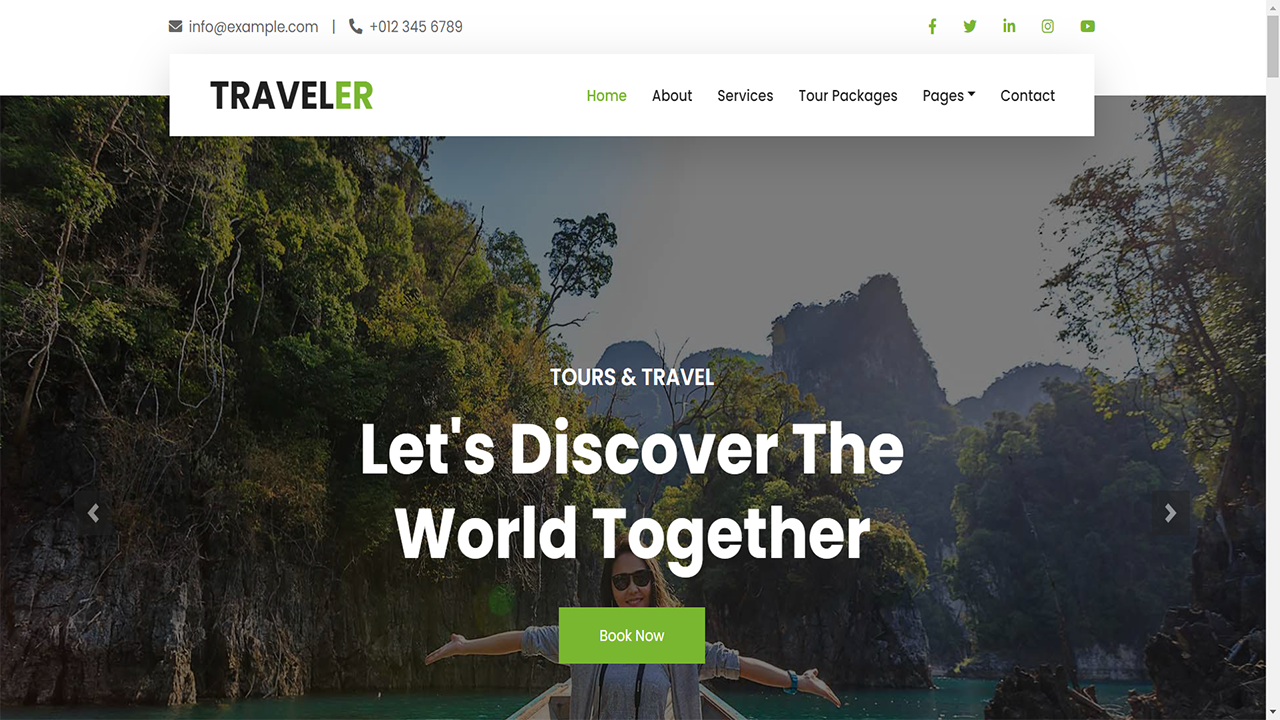 info@example.com | +012 345 6789
TRAVELER Home About Services Tour Packages Pages Contact
TOURS & TRAVEL
Let's Discover The
World Together
Book Now